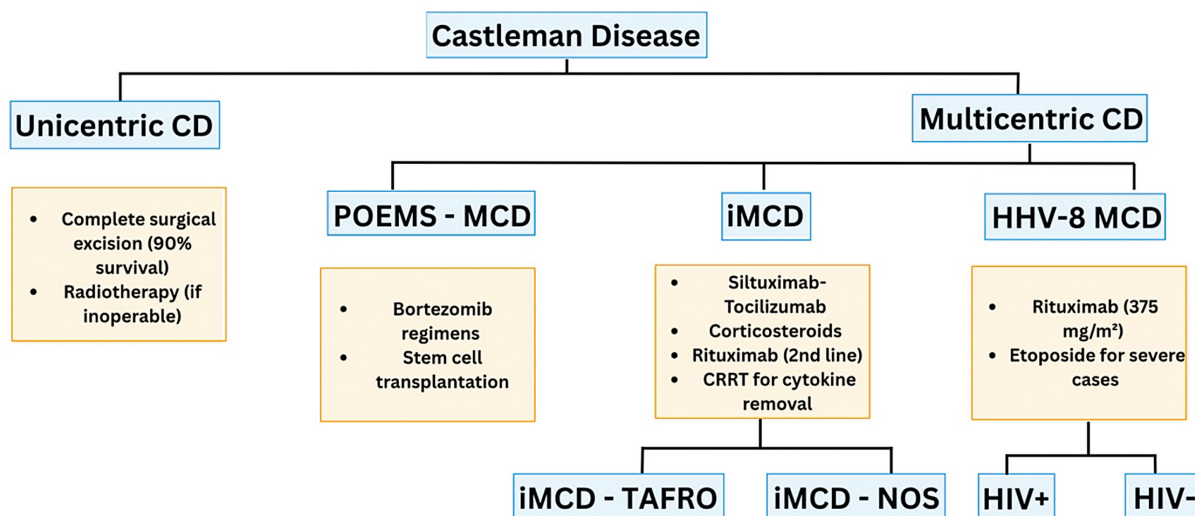 Castleman Disease
Unicentric CD
Multicentric CD
• Complete surgical
excision (90%
survival)
• Radiotherapy (if
inoperable)
POEMS - MCD
iMCD
HHV-8 MCD
• Bortezomib
regimens
• Stem cell
transplantation
• Siltuximab-
Tocilizumab
• Corticosteroids
• Rituximab (2nd line)
• CRRT for cytokine
removal
• Rituximab (375
mg/m²)
• Etoposide for severe
cases
iMCD - TAFRO
iMCD - NOS
HIV+
HIV-